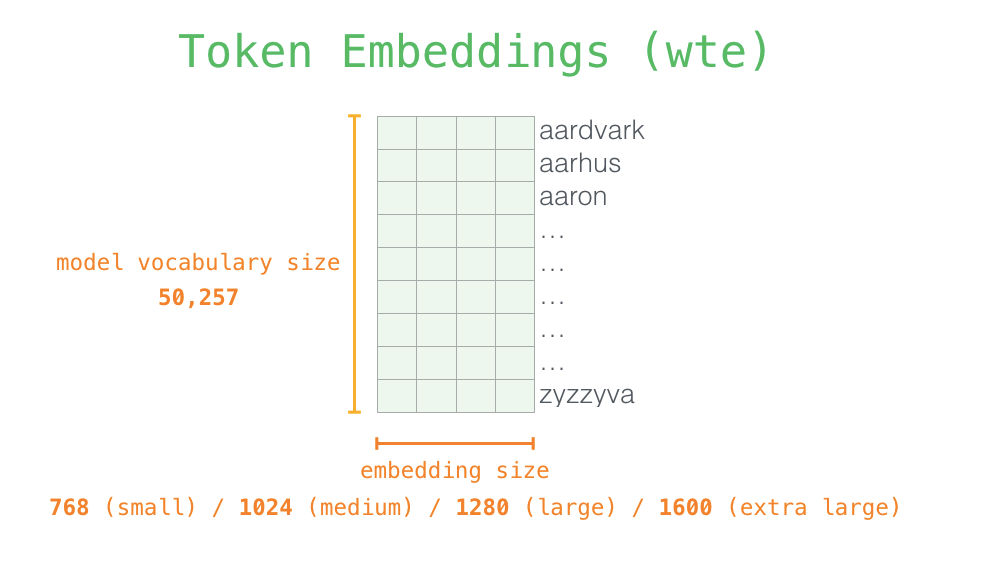 Token Embeddings (wte)
aardvark
aarhus
aaron
...
...
...
...
...
zyzzyva
model vocabulary size
50,257
embedding size
768 (small) / 1024 (medium) / 1280 (large) / 1600 (extra large)